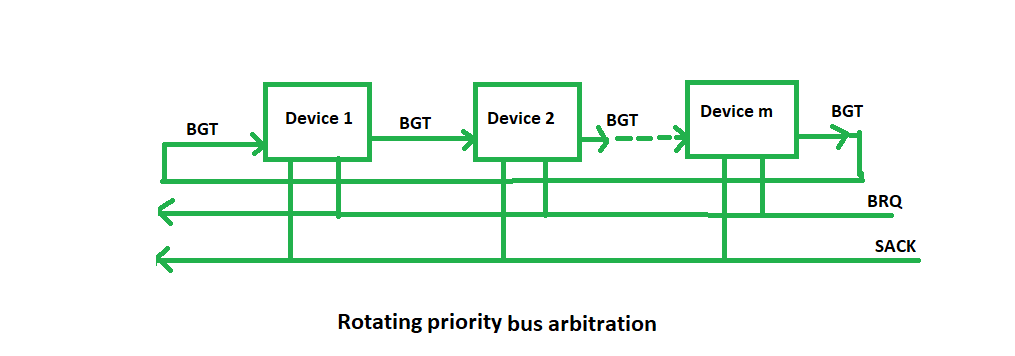 BGT
Device 1
BGT
Device 2
BGT
Device m
BGT
BRQ
SACK
Rotating priority bus arbitration